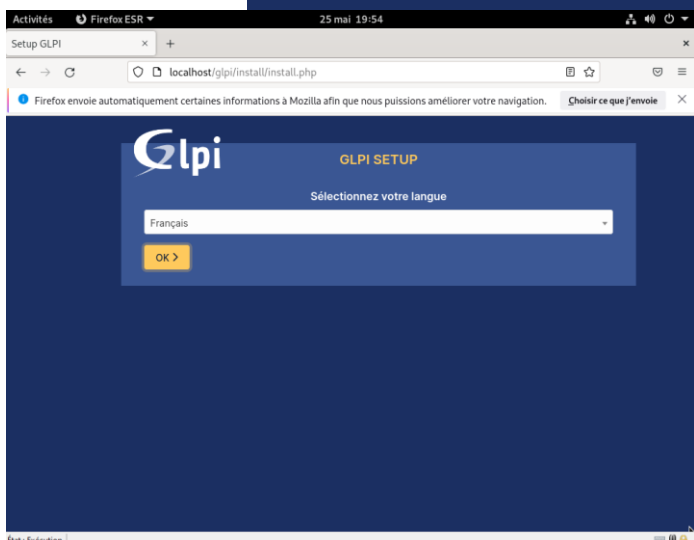 Activités Firefox ESR 25 mai 19:54
Setup GLPI × +
localhost/glpi/install/install.php
Firefox envoie automatiquement certaines informations à Mozilla afin que nous puissions améliorer votre navigation. Choisir ce que j'envoie
Glpi
GLPI SETUP
Sélectionnez votre langue
Français
OK >
État : Exécution